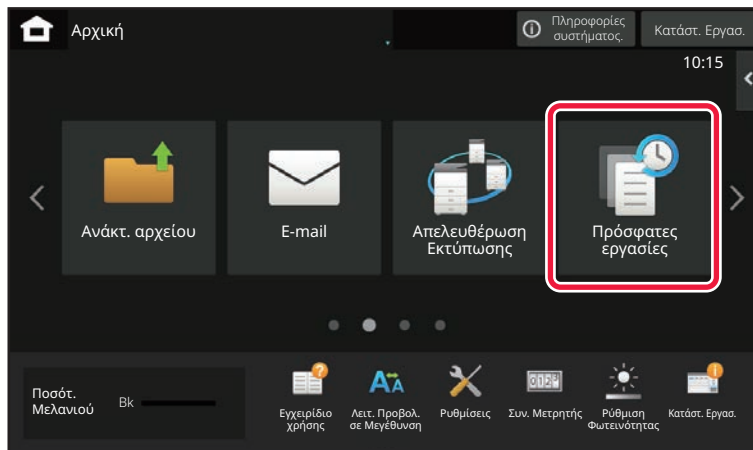 Αρχική
Πληροφορίες
συστήματος.
Κατάστ. Εργασ.
10:15
Ανάκτ. αρχείου
E-mail
Απελευθέρωση
Εκτύπωσης
Πρόσφατες
εργασίες
Ποσότ.
Μελανιού
Bk
Εγχειρίδιο
χρήσης
Λειτ. Προβολ.
σε Μεγέθυνση
Ρυθμίσεις
Συν. Μετρητής
Ρύθμιση
Φωτεινότητας
Κατάστ. Εργασ.